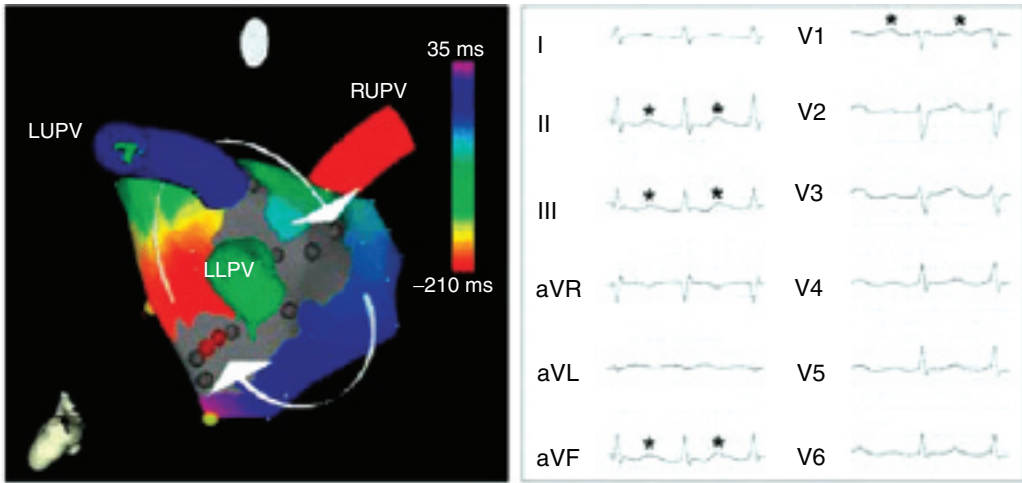 35 ms
RUPV
LUPV
LLPV
–210 ms
I
II
III
aVR
aVL
aVF
V1
V2
V3
V4
V5
V6
* *
* *
* *
* *